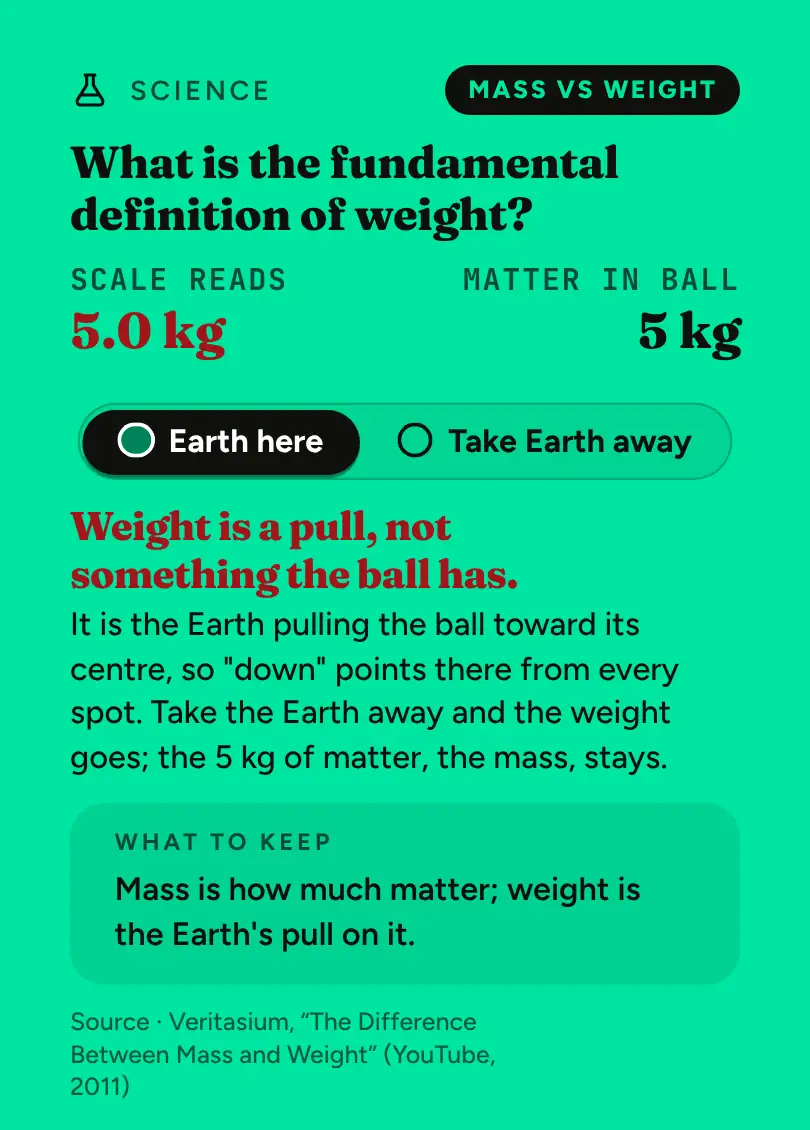 SCIENCE
MASS VS WEIGHT
What is the fundamental
definition of weight?
SCALE READS
MATTER IN BALL
5.0 kg
5 kg
Earth here
Take Earth away
Weight is a pull, not
something the ball has.
It is the Earth pulling the ball toward its
centre, so "down" points there from every
spot. Take the Earth away and the weight
goes; the 5 kg of matter, the mass, stays.
WHAT TO KEEP
Mass is how much matter; weight is
the Earth's pull on it.
Source · Veritasium, “The Difference
Between Mass and Weight” (YouTube,
2011)